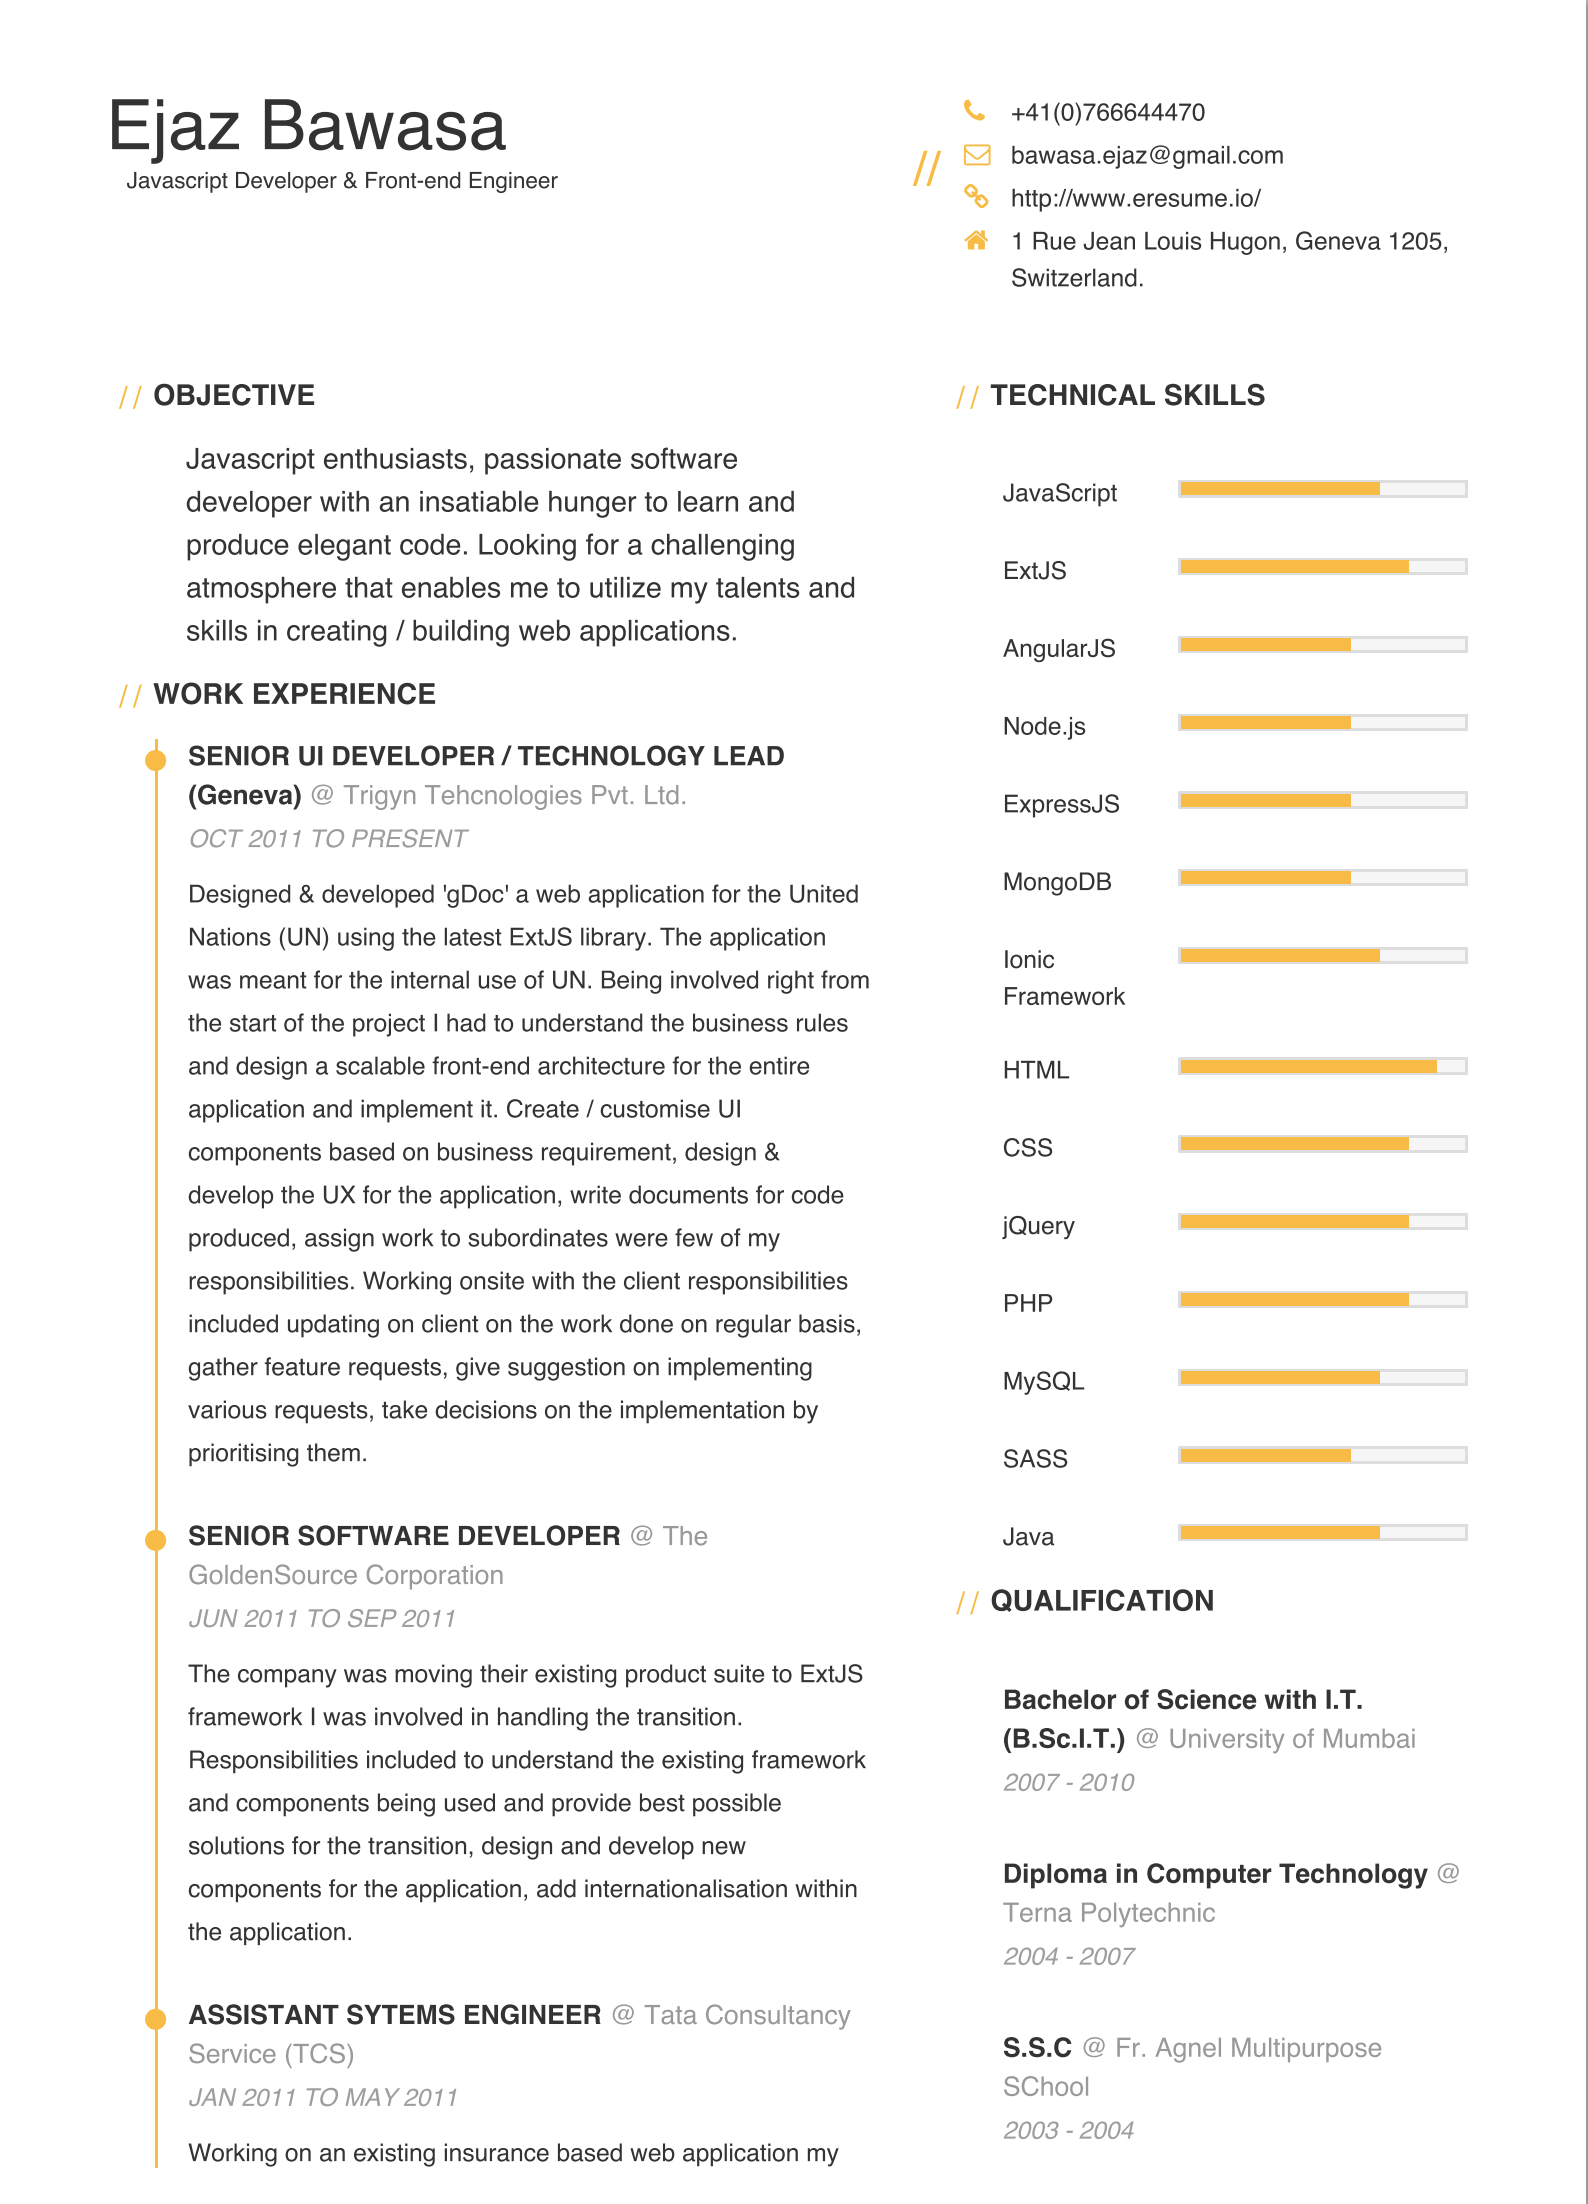 Ejaz Bawasa
Javascript Developer & Front-end Engineer
//
+41(0)766644470
bawasa.ejaz@gmail.com
http://www.eresume.io/
1 Rue Jean Louis Hugon, Geneva 1205,
Switzerland.
// OBJECTIVE
Javascript enthusiasts, passionate software
developer with an insatiable hunger to learn and
produce elegant code. Looking for a challenging
atmosphere that enables me to utilize my talents and
skills in creating / building web applications.
// WORK EXPERIENCE
SENIOR UI DEVELOPER / TECHNOLOGY LEAD
(Geneva) @ Trigyn Tehcnologies Pvt. Ltd.
OCT 2011 TO PRESENT
Designed & developed 'gDoc' a web application for the United
Nations (UN) using the latest ExtJS library. The application
was meant for the internal use of UN. Being involved right from
the start of the project I had to understand the business rules
and design a scalable front-end architecture for the entire
application and implement it. Create / customise UI
components based on business requirement, design &
develop the UX for the application, write documents for code
produced, assign work to subordinates were few of my
responsibilities. Working onsite with the client responsibilities
included updating on client on the work done on regular basis,
gather feature requests, give suggestion on implementing
various requests, take decisions on the implementation by
prioritising them.
SENIOR SOFTWARE DEVELOPER @ The
GoldenSource Corporation
JUN 2011 TO SEP 2011
The company was moving their existing product suite to ExtJS
framework I was involved in handling the transition.
Responsibilities included to understand the existing framework
and components being used and provide best possible
solutions for the transition, design and develop new
components for the application, add internationalisation within
the application.
ASSISTANT SYTEMS ENGINEER @ Tata Consultancy
Service (TCS)
JAN 2011 TO MAY 2011
Working on an existing insurance based web application my
// TECHNICAL SKILLS
JavaScript
ExtJS
AngularJS
Node.js
ExpressJS
MongoDB
Ionic
Framework
HTML
CSS
jQuery
PHP
MySQL
SASS
Java
// QUALIFICATION
Bachelor of Science with I.T.
(B.Sc.I.T.) @ University of Mumbai
2007 - 2010
Diploma in Computer Technology @
Terna Polytechnic
2004 - 2007
S.S.C @ Fr. Agnel Multipurpose
SChool
2003 - 2004